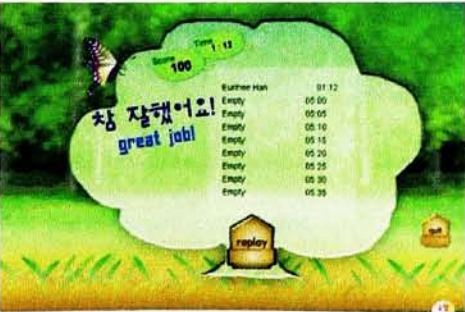 Time
1 : 12
Score
100
참 잘했어요!
great job!
Eunhee Han 01:12
Empty 05:00
Empty 05:05
Empty 05:10
Empty 05:15
Empty 05:20
Empty 05:25
Empty 05:30
Empty 05:35
replay
quit